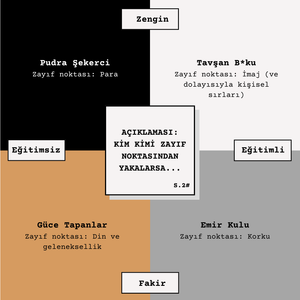 Zengin
Pudra Şekerci
Zayıf noktası: Para
Tavşan B*ku
Zayıf noktası: İmaj (ve
dolayısıyla kişisel
sırları)
AÇIKLAMASI:
KİM KİMİ ZAYIF
NOKTASINDAN
YAKALARSA...
S.2#
Eğitimsiz
Eğitimli
Güce Tapanlar
Zayıf noktası: Din ve
geleneksellik
Emir Kulu
Zayıf noktası: Korku
Fakir